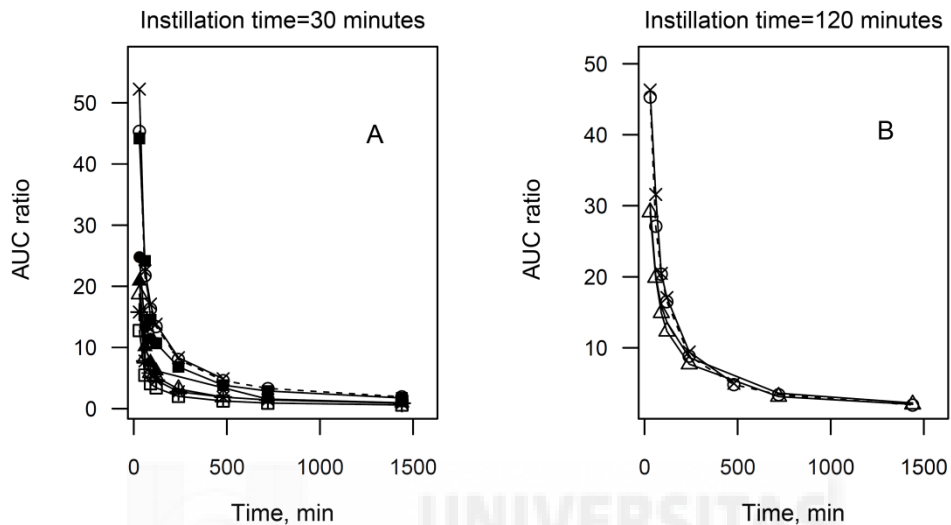 Instillation time=30 minutes
Instillation time=120 minutes
A
B
AUC ratio
AUC ratio
50
40
30
20
10
0
50
40
30
20
10
0
500
1000
1500
0
500
1000
1500
Time, min
Time, min
UNIVERSITAS